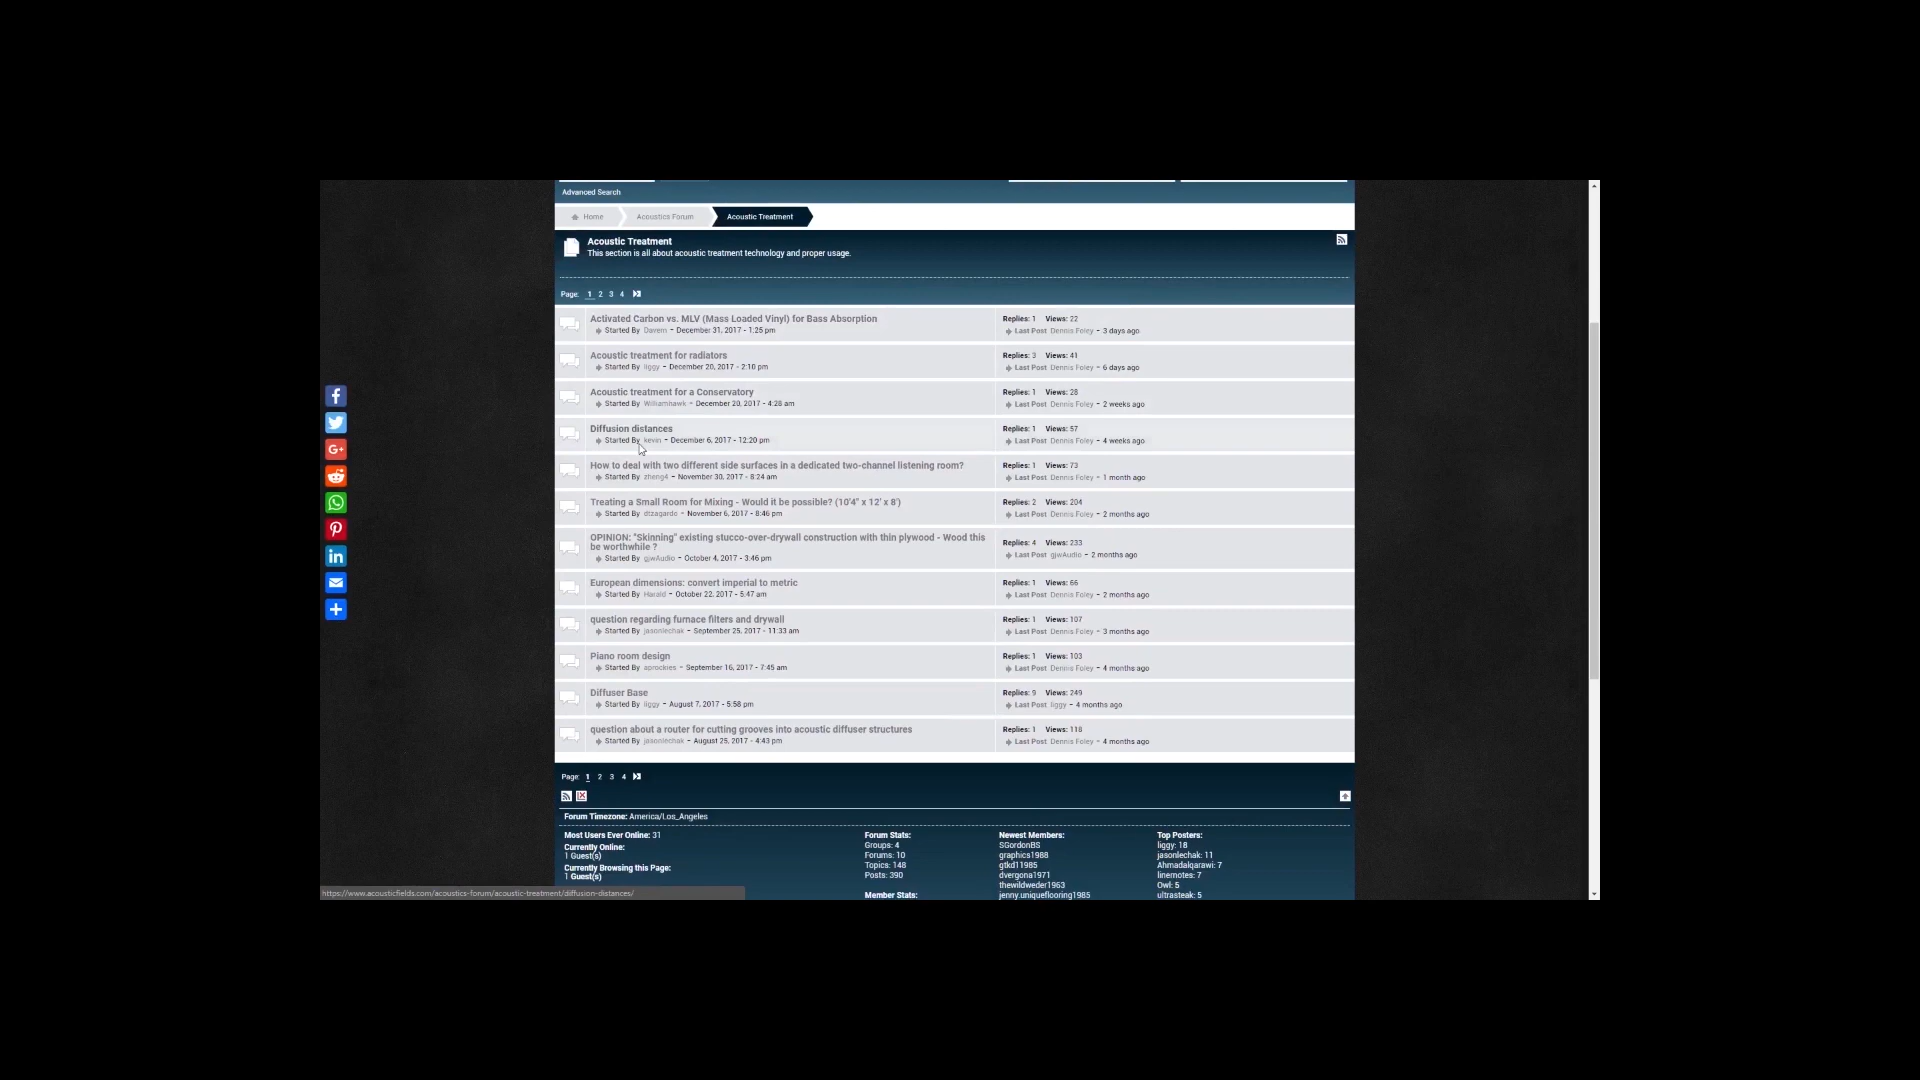 Advanced Search
Home Acoustics Forum Acoustic Treatment
Acoustic Treatment
This section is all about acoustic treatment technology and proper usage.
Page: 1 2 3 4
Activated Carbon vs. MLV (Mass Loaded Vinyl) for Bass Absorption
Started By Davem - December 31, 2017 - 1:25 pm
Replies: 1 Views: 22
Last Post Dennis Foley - 3 days ago
Acoustic treatment for radiators
Started By liggy - December 20, 2017 - 2:10 pm
Replies: 3 Views: 41
Last Post Dennis Foley - 6 days ago
Acoustic treatment for a Conservatory
Started By Williamhawk - December 20, 2017 - 4:28 am
Replies: 1 Views: 28
Last Post Dennis Foley - 2 weeks ago
Diffusion distances
Started By kevin - December 6, 2017 - 12:20 pm
Replies: 1 Views: 57
Last Post Dennis Foley - 4 weeks ago
How to deal with two different side surfaces in a dedicated two-channel listening room?
Started By zheng4 - November 30, 2017 - 8:24 am
Replies: 1 Views: 73
Last Post Dennis Foley - 1 month ago
Treating a Small Room for Mixing - Would it be possible? (10'4" x 12' x 8')
Started By dtzagardo - November 6, 2017 - 8:46 pm
Replies: 2 Views: 204
Last Post Dennis Foley - 2 months ago
OPINION: "Skinning" existing stucco-over-drywall construction with thin plywood - Wood this
be worthwhile ?
Started By gjwAudio - October 4, 2017 - 3:46 pm
Replies: 4 Views: 233
Last Post gjwAudio - 2 months ago
European dimensions: convert imperial to metric
Started By Harald - October 22, 2017 - 5:47 am
Replies: 1 Views: 66
Last Post Dennis Foley - 2 months ago
question regarding furnace filters and drywall
Started By jasonlechak - September 25, 2017 - 11:33 am
Replies: 1 Views: 107
Last Post Dennis Foley - 3 months ago
Piano room design
Started By aprockies - September 16, 2017 - 7:45 am
Replies: 1 Views: 103
Last Post Dennis Foley - 4 months ago
Diffuser Base
Started By liggy - August 7, 2017 - 5:58 pm
Replies: 9 Views: 249
Last Post liggy - 4 months ago
question about a router for cutting grooves into acoustic diffuser structures
Started By jasonlechak - August 25, 2017 - 4:43 pm
Replies: 1 Views: 118
Last Post Dennis Foley - 4 months ago
Page: 1 2 3 4
Forum Timezone: America/Los_Angeles
Most Users Ever Online: 31
Currently Online:
1 Guest(s)
Currently Browsing this Page:
1 Guest(s)
Forum Stats:
Groups: 4
Forums: 10
Topics: 148
Posts: 390
Member Stats:
Newest Members:
SGordonBS
graphics1988
gtkd11985
dvergona1971
thewildweder1963
jenny.uniqueflooring1985
Top Posters:
liggy: 18
jasonlechak: 11
Ahmadalqarawi: 7
linemotes: 7
Owl: 5
ultrasteak: 5
https://www.acousticfields.com/acoustics-forum/acoustic-treatment/diffusion-distances/